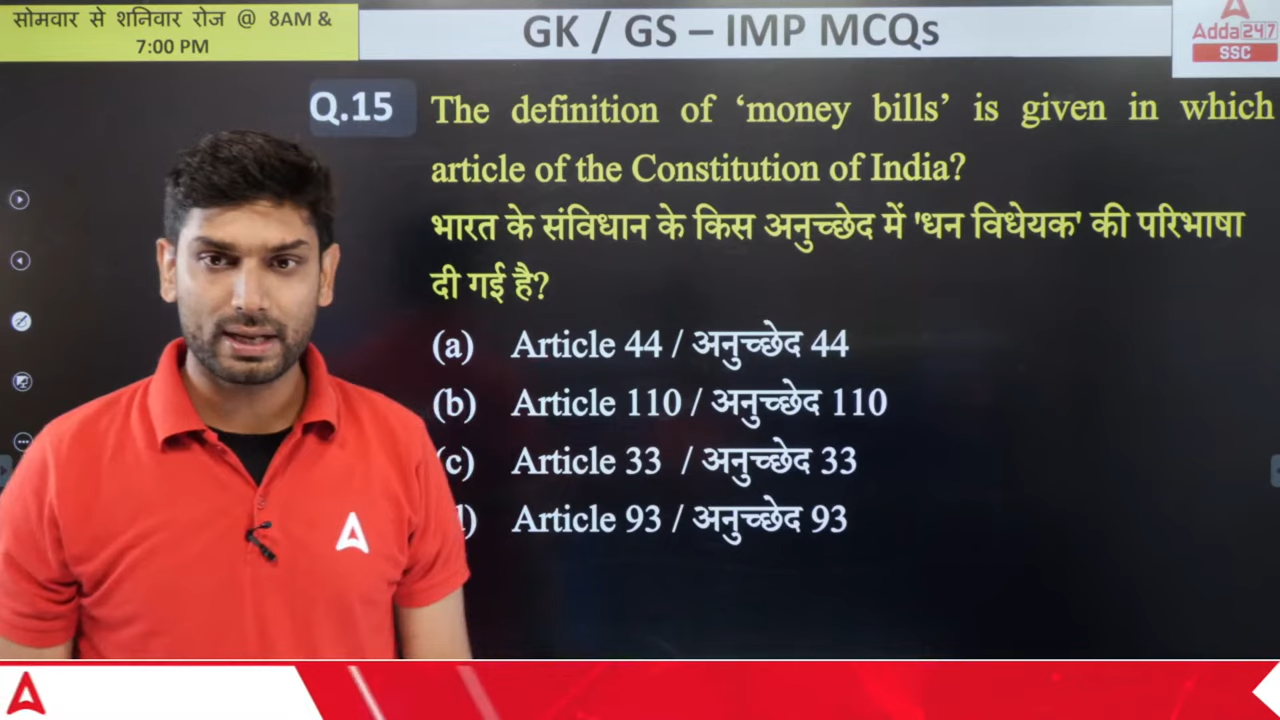 सोमवार से शनिवार रोज @ 8AM &
7:00 PM
GK / GS – IMP MCQs
Adda 247
SSC
Q.15
The definition of ‘money bills’ is given in which
article of the Constitution of India?
भारत के संविधान के किस अनुच्छेद में 'धन विधेयक' की परिभाषा
दी गई है?
(a) Article 44 / अनुच्छेद 44
(b) Article 110 / अनुच्छेद 110
(c) Article 33 / अनुच्छेद 33
Article 93 / अनुच्छेद 93